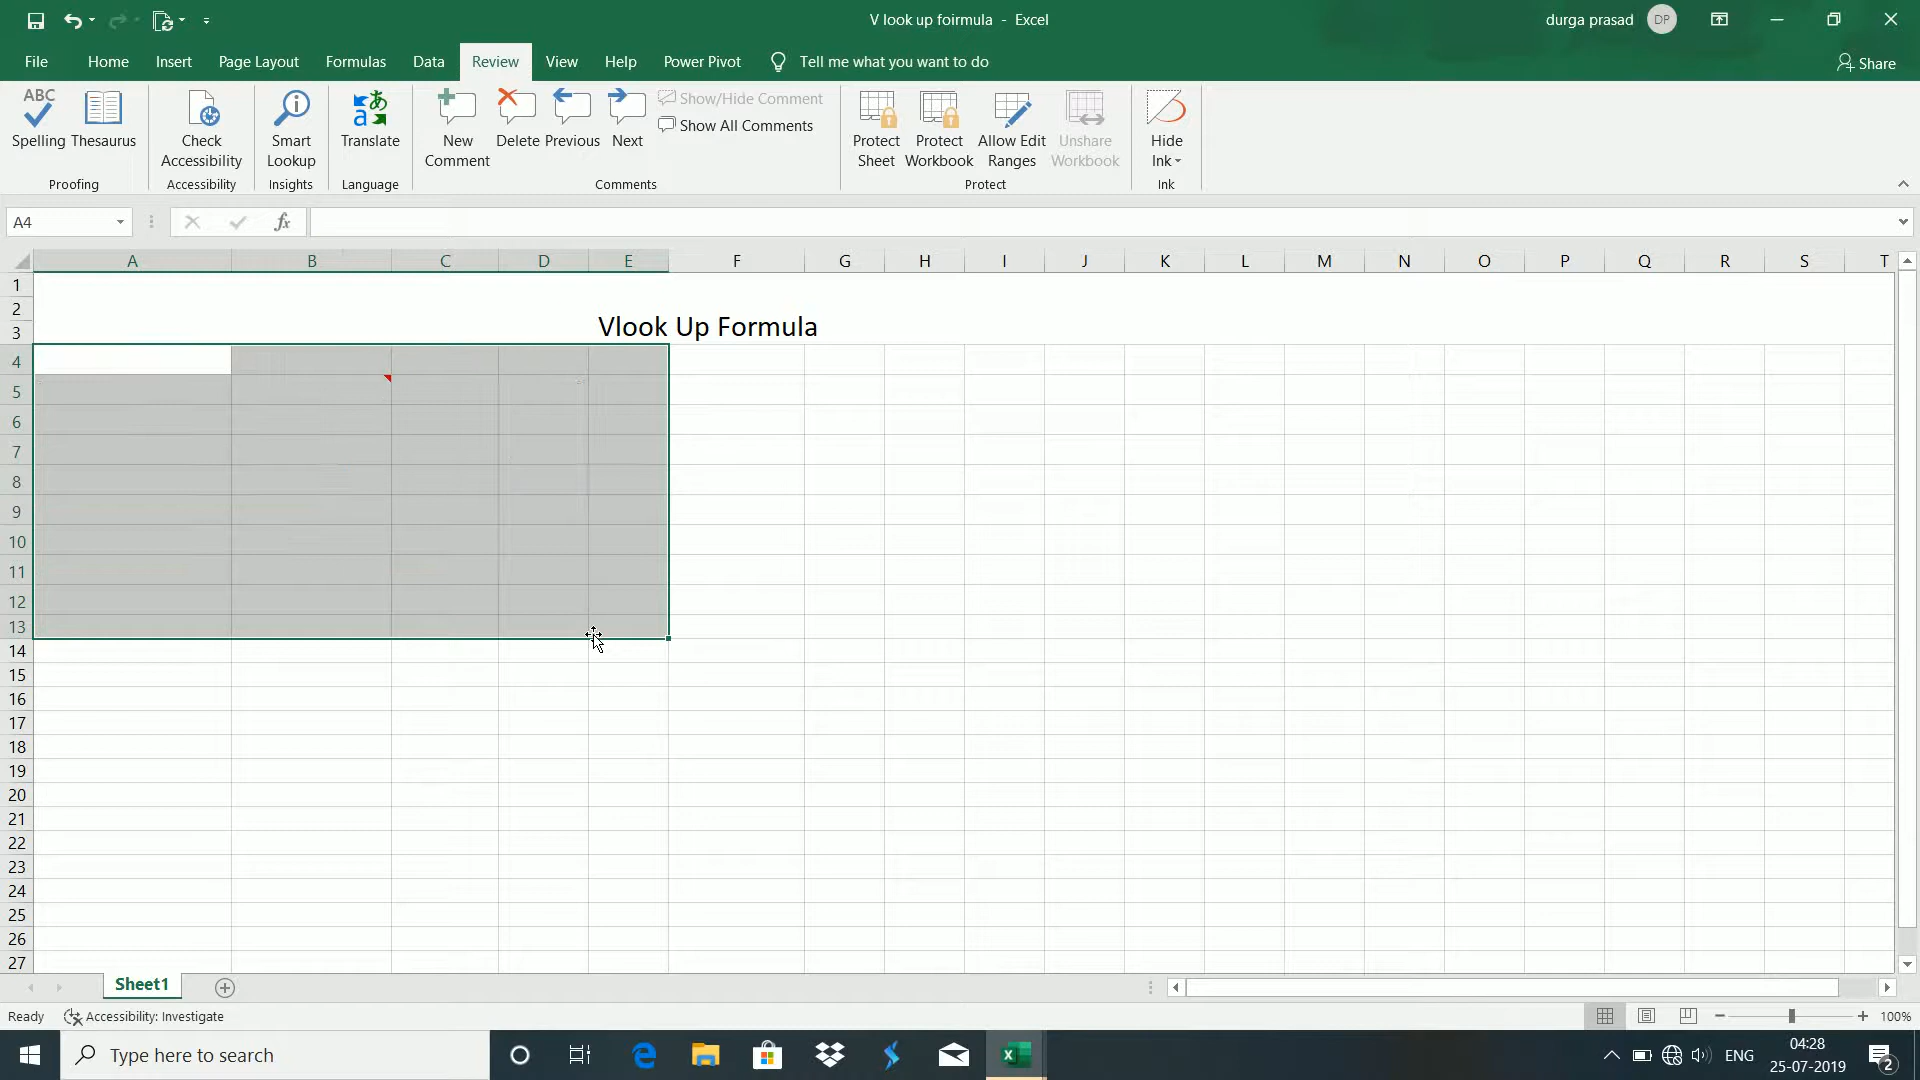 V look up foirmula - Excel
durga prasad
DP
File Home Insert Page Layout Formulas Data Review View Help Power Pivot Tell me what you want to do
Share
ABC
Spelling
Thesaurus
Proofing
Check Accessibility
Accessibility
Smart Lookup
Insights
Translate
Language
New Comment
Delete
Previous
Next
Show/Hide Comment
Show All Comments
Comments
Protect Sheet
Protect Workbook
Allow Edit Ranges
Unshare Workbook
Protect
Hide Ink
Ink
A4
fx
A B C D E F G H I J K L M N O P Q R S T
1
2
3
Vlook Up Formula
4
5
6
7
8
9
10
11
12
13
14
15
16
17
18
19
20
21
22
23
24
25
26
27
Sheet1
Ready
Accessibility: Investigate
100%
Type here to search
ENG
04:28
25-07-2019
2